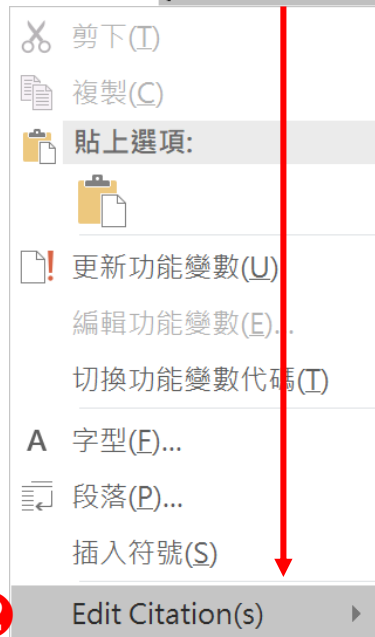 剪下(T)
複製(C)
貼上選項:
更新功能變數(U)
編輯功能變數(E)...
切換功能變數代碼(T)
A 字型(F)...
段落(P)...
插入符號(S)
Edit Citation(s)